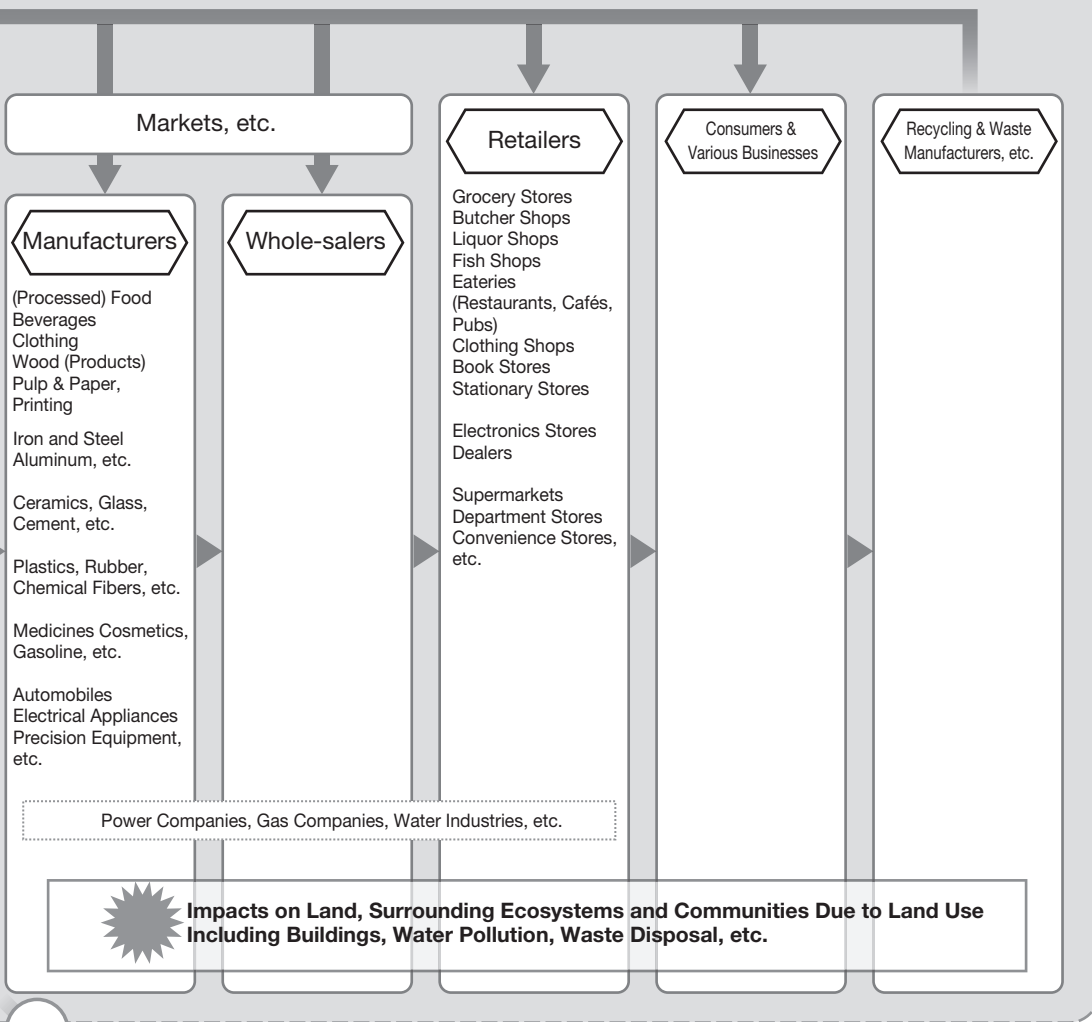 Markets, etc.
Manufacturers
(Processed) Food
Beverages
Clothing
Wood (Products)
Pulp & Paper,
Printing
Iron and Steel
Aluminum, etc.
Ceramics, Glass,
Cement, etc.
Plastics, Rubber,
Chemical Fibers, etc.
Medicines Cosmetics,
Gasoline, etc.
Automobiles
Electrical Appliances
Precision Equipment,
etc.
Whole-salers
Retailers
Grocery Stores
Butcher Shops
Liquor Shops
Fish Shops
Eateries
(Restaurants, Cafés,
Pubs)
Clothing Shops
Book Stores
Stationary Stores
Electronics Stores
Dealers
Supermarkets
Department Stores
Convenience Stores,
etc.
Consumers &
Various Businesses
Recycling & Waste
Manufacturers, etc.
Power Companies, Gas Companies, Water Industries, etc.
Impacts on Land, Surrounding Ecosystems and Communities Due to Land Use
Including Buildings, Water Pollution, Waste Disposal, etc.